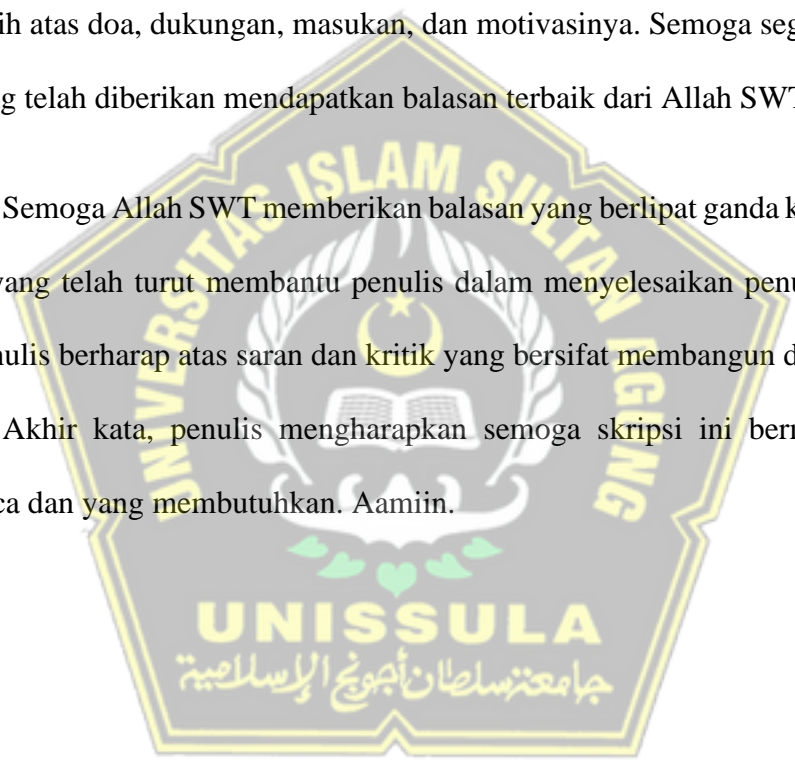 ih atas doa, dukungan, masukan, dan motivasinya. Semoga seg
g telah diberikan mendapatkan balasan terbaik dari Allah SWT
Semoga Allah SWT memberikan balasan yang berlipat ganda k
yang telah turut membantu penulis dalam menyelesaikan penu
nulis berharap atas saran dan kritik yang bersifat membangun d
Akhir kata, penulis mengharapkan semoga skripsi ini berr
ca dan yang membutuhkan. Aamiin.
UNIVERSITAS ISLAM SULTAN AGUNG
UNISSULA
جامعة سلطان أجونج الإسلامية